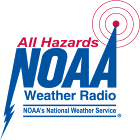 All Hazards
NOAA
Weather Radio
NOAA's National Weather Service
®